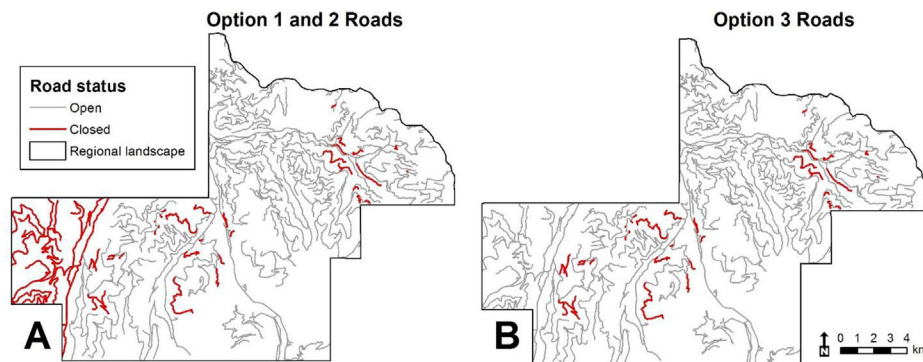 Option 1 and 2 Roads
Option 3 Roads
Road status
Open
Closed
Regional landscape
A
B
N
0 1 2 3 4
km